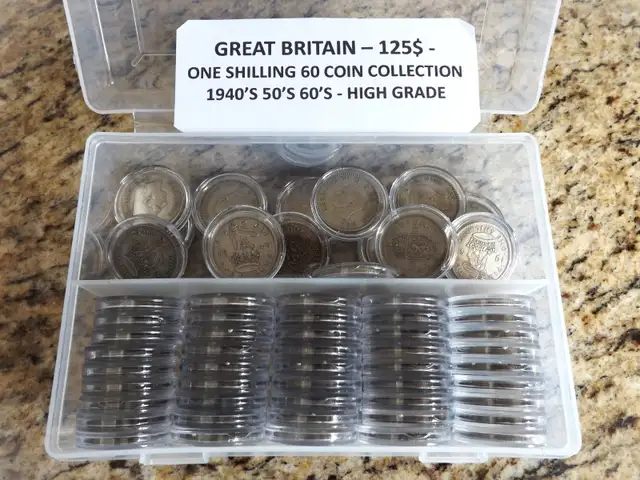 GREAT BRITAIN – 125$ -
ONE SHILLING 60 COIN COLLECTION
1940'S 50'S 60'S - HIGH GRADE